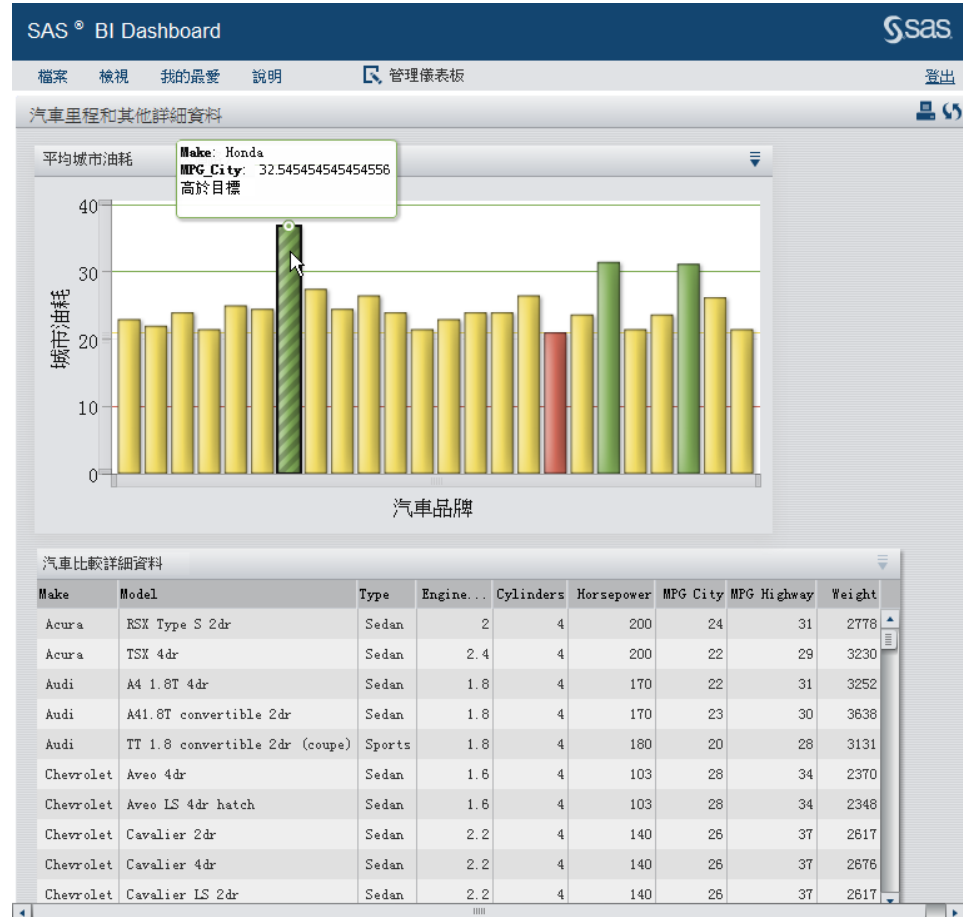 SAS ® BI Dashboard
sas
檔案 檢視 我的最愛 說明 管理儀表板 登出
汽車里程和其他詳細資料
平均城市油耗
Make: Honda
MPG_City: 32.545454545454556
高於目標
40
30
20
10
0
城市油耗
汽車品牌
汽車比較詳細資料
Make Model Type Engine... Cylinders Horsepower MPG City MPG Highway Weight
Acura RSX Type S 2dr Sedan 2 4 200 24 31 2778
Acura TSX 4dr Sedan 2.4 4 200 22 29 3230
Audi A4 1.8T 4dr Sedan 1.8 4 170 22 31 3252
Audi A41.8T convertible 2dr Sedan 1.8 4 170 23 30 3638
Audi TT 1.8 convertible 2dr (coupe) Sports 1.8 4 180 20 28 3131
Chevrolet Aveo 4dr Sedan 1.6 4 103 28 34 2370
Chevrolet Aveo LS 4dr hatch Sedan 1.6 4 103 28 34 2348
Chevrolet Cavalier 2dr Sedan 2.2 4 140 26 37 2617
Chevrolet Cavalier 4dr Sedan 2.2 4 140 26 37 2676
Chevrolet Cavalier LS 2dr Sedan 2.2 4 140 26 37 2617